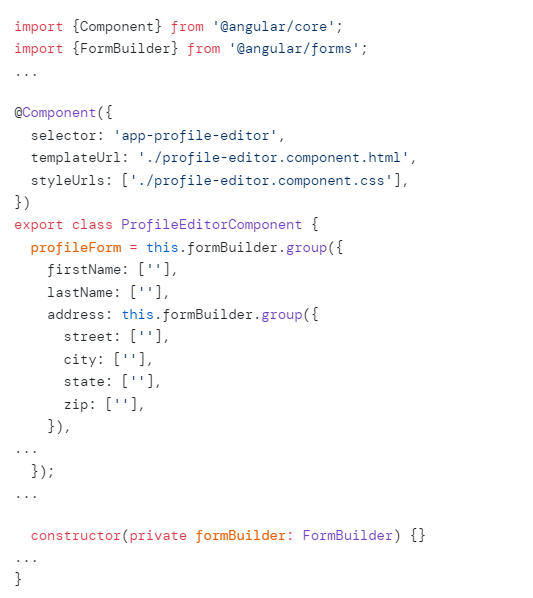 import {Component} from '@angular/core';
import {FormBuilder} from '@angular/forms';
...
@Component({
  selector: 'app-profile-editor',
  templateUrl: './profile-editor.component.html',
  styleUrls: ['./profile-editor.component.css'],
})
export class ProfileEditorComponent {
  profileForm = this.formBuilder.group({
    firstName: [''],
    lastName: [''],
    address: this.formBuilder.group({
      street: [''],
      city: [''],
      state: [''],
      zip: [''],
    }),
...
  });
...
  constructor(private formBuilder: FormBuilder) {}
...
}